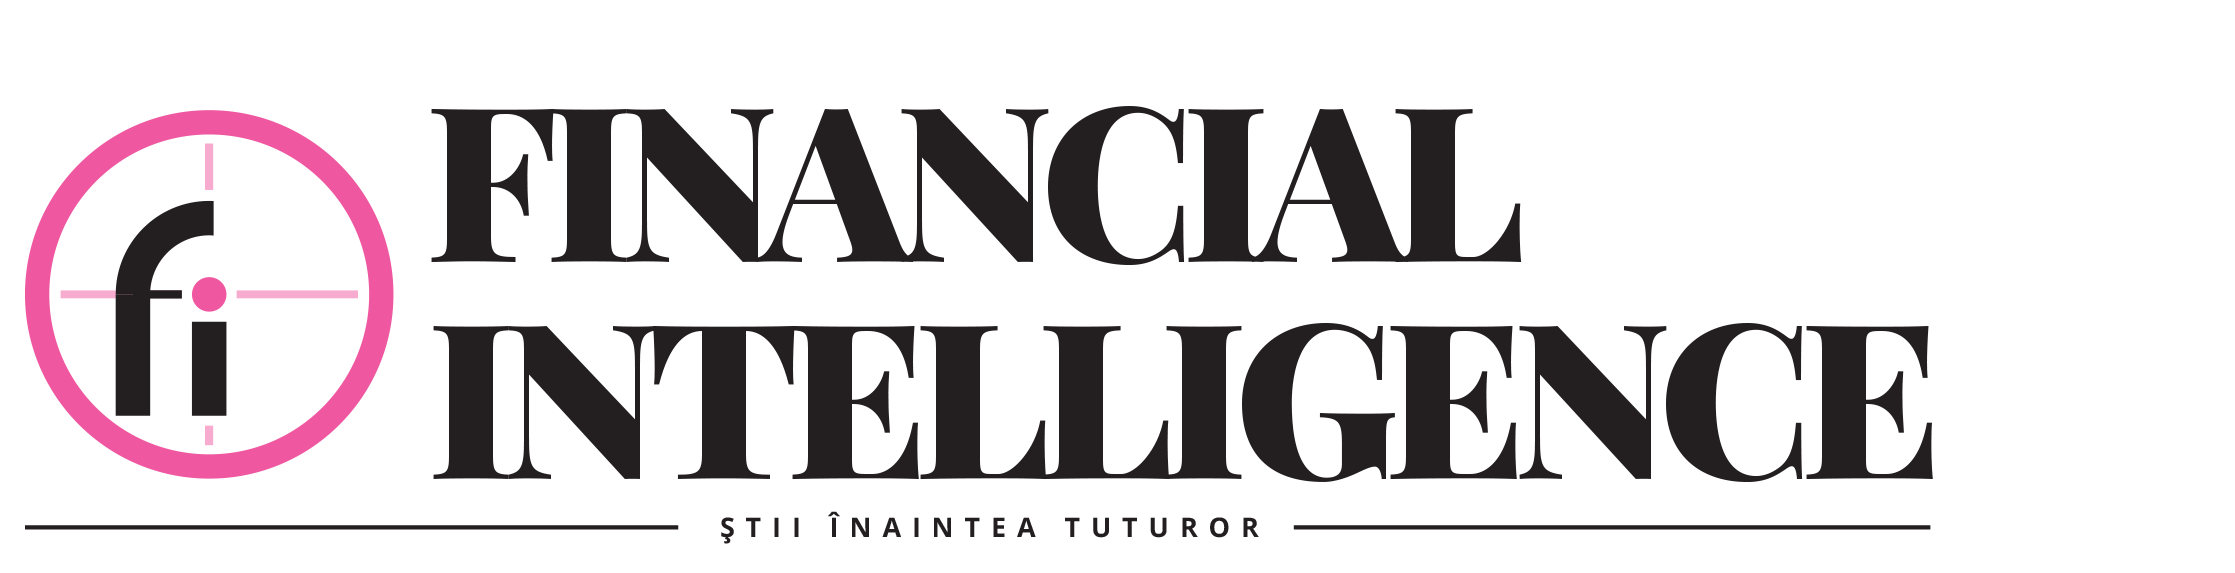 fi
FINANCIAL
INTELLIGENCE
ŞTII ÎNAINTEA TUTUROR